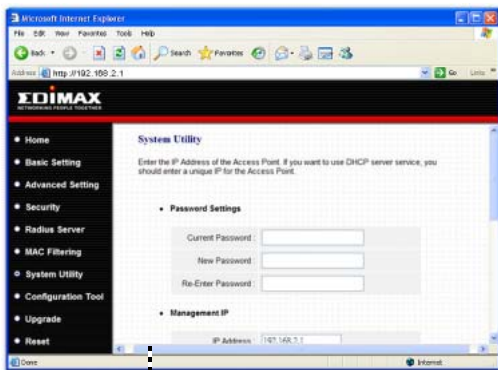 Microsoft Internet Explorer
File Edit View Favorites Tools Help
Back Search Favorites
Address http://192.168.2.1 Go Links
EDIMAX
NETWORKING PEOPLE TOGETHER
Home
Basic Setting
Advanced Setting
Security
Radius Server
MAC Filtering
System Utility
Configuration Tool
Upgrade
Reset
System Utility
Enter the IP Address of the Access Point. If you want to use DHCP server service, you
should enter a unique IP for the Access Point.
Password Settings
Current Password :
New Password :
Re-Enter Password :
Management IP
IP Address : 192.168.2.1
Done Internet